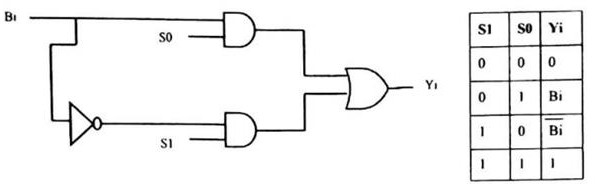 Bi
S0
S1
Yi
S1 S0 Yi
0 0 0
0 1 Bi
1 0 B̅i̅
1 1 1